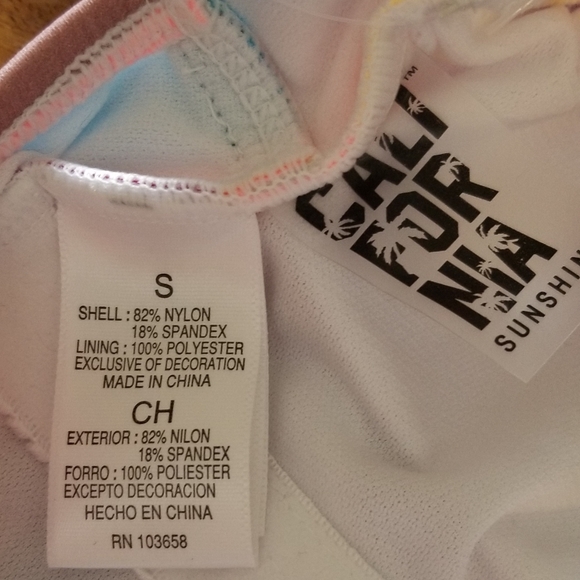 S
SHELL : 82% NYLON
18% SPANDEX
LINING : 100% POLYESTER
EXCLUSIVE OF DECORATION
MADE IN CHINA
CH
EXTERIOR : 82% NILON
18% SPANDEX
FORRO : 100% POLIESTER
EXCEPTO DECORACION
HECHO EN CHINA
RN 103658
CALI™
FOR
NIA
SUNSHIN